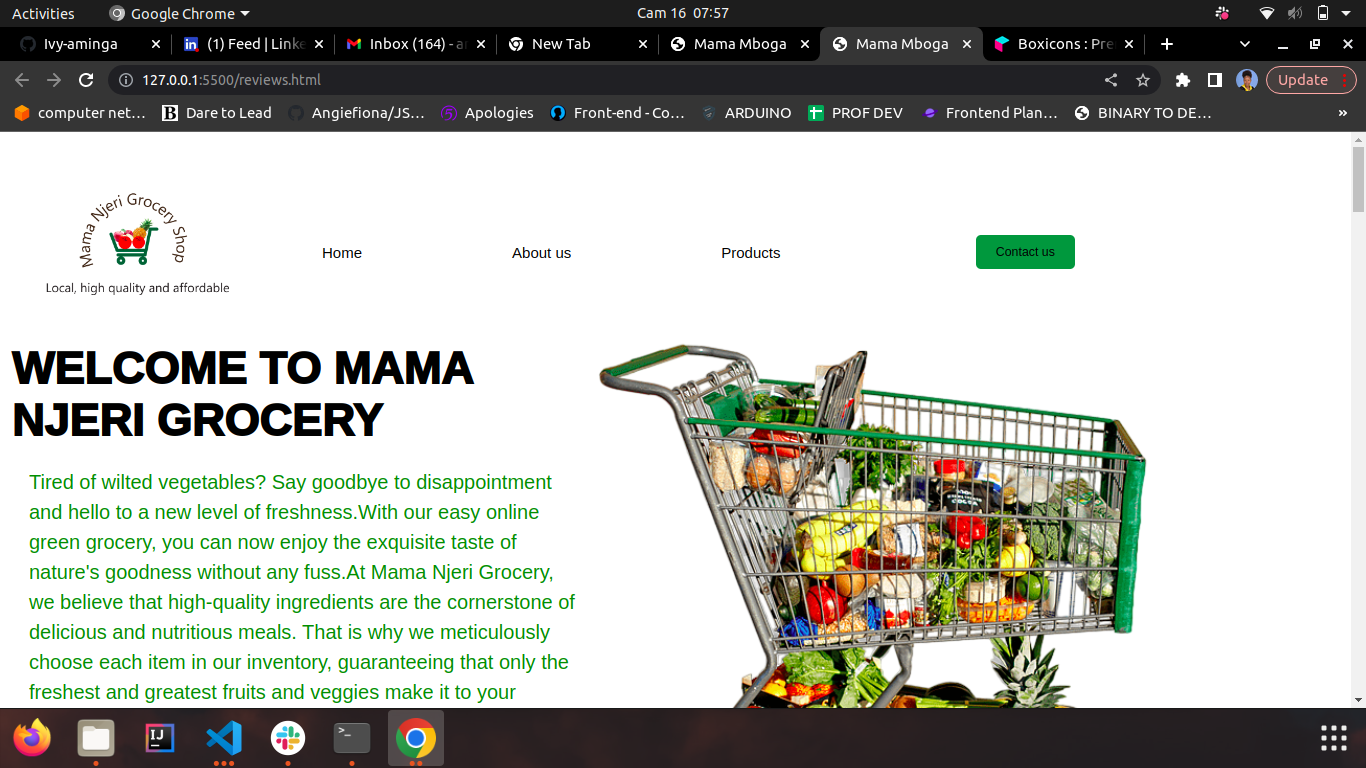 Activities
Google Chrome
Cam 16 07:57
Ivy-aminga
(1) Feed | Linke
Inbox (164) - a
New Tab
Mama Mboga
Mama Mboga
Boxicons : Pre
127.0.0.1:5500/reviews.html
Update
computer net…
B
Dare to Lead
Angiefiona/JS…
Apologies
Front-end - Co…
ARDUINO
PROF DEV
Frontend Plan…
BINARY TO DE…
»
Mama Njeri Grocery Shop
Local, high quality and affordable
Home
About us
Products
Contact us
WELCOME TO MAMA
NJERI GROCERY
Tired of wilted vegetables? Say goodbye to disappointment
and hello to a new level of freshness.With our easy online
green grocery, you can now enjoy the exquisite taste of
nature's goodness without any fuss.At Mama Njeri Grocery,
we believe that high-quality ingredients are the cornerstone of
delicious and nutritious meals. That is why we meticulously
choose each item in our inventory, guaranteeing that only the
freshest and greatest fruits and veggies make it to your
IJ